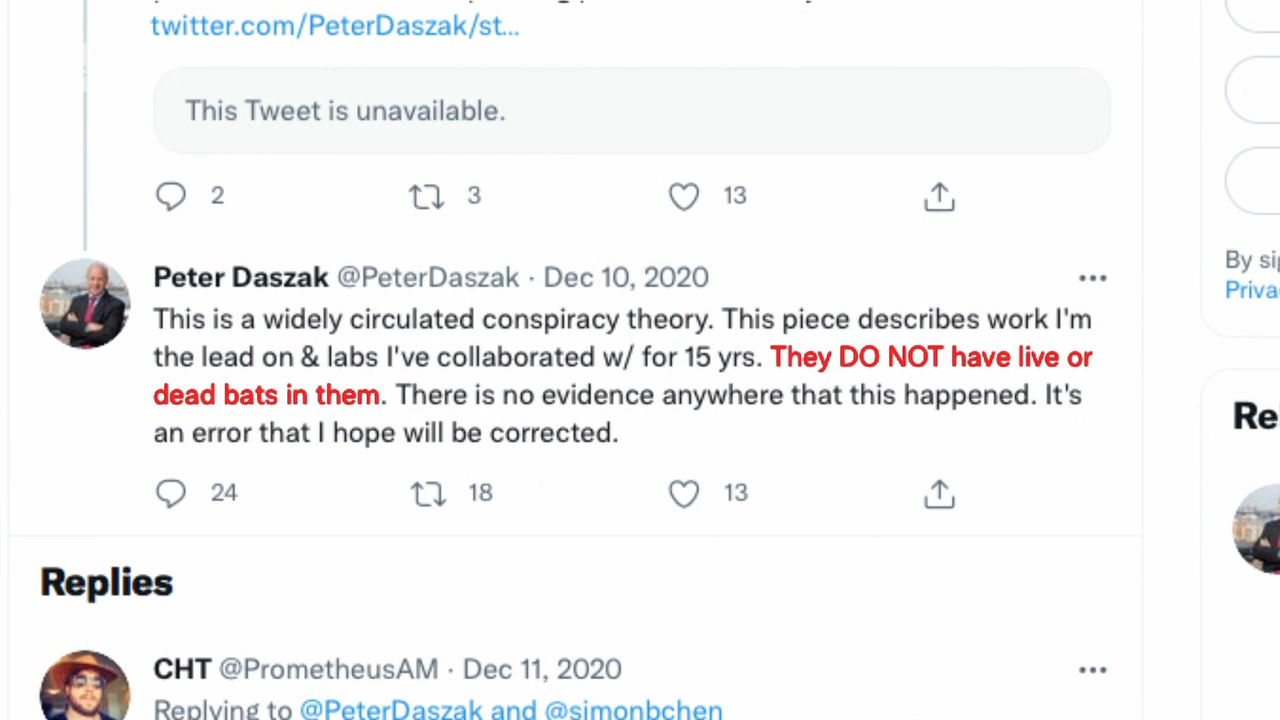 twitter.com/PeterDaszak/st...
This Tweet is unavailable.
2 3 13
Peter Daszak @PeterDaszak · Dec 10, 2020
This is a widely circulated conspiracy theory. This piece describes work I'm
the lead on & labs I've collaborated w/ for 15 yrs. They DO NOT have live or
dead bats in them. There is no evidence anywhere that this happened. It's
an error that I hope will be corrected.
24 18 13
Replies
CHT @PrometheusAM · Dec 11, 2020
Replying to @PeterDaszak and @simonbchen
By sig
Priva
Re